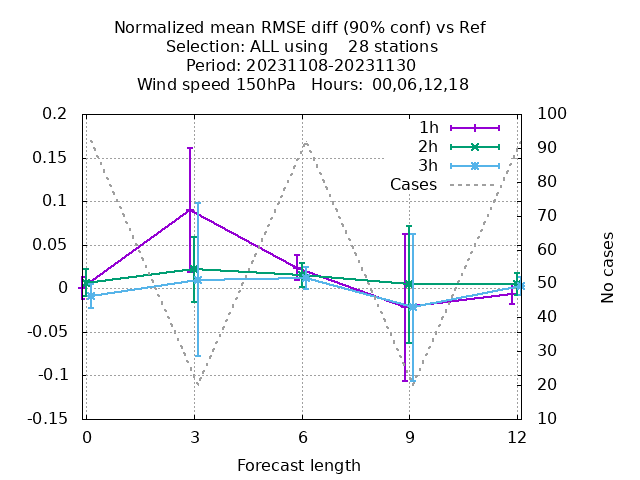 Normalized mean RMSE diff (90% conf) vs Ref
Selection: ALL using    28 stations
Period: 20231108-20231130
Wind speed 150hPa   Hours:  00,06,12,18
0.2
0.15
0.1
0.05
0
-0.05
-0.1
-0.15
1h
2h
3h
Cases
100
90
80
70
60
50
40
30
20
10
No cases
0
3
6
9
12
Forecast length